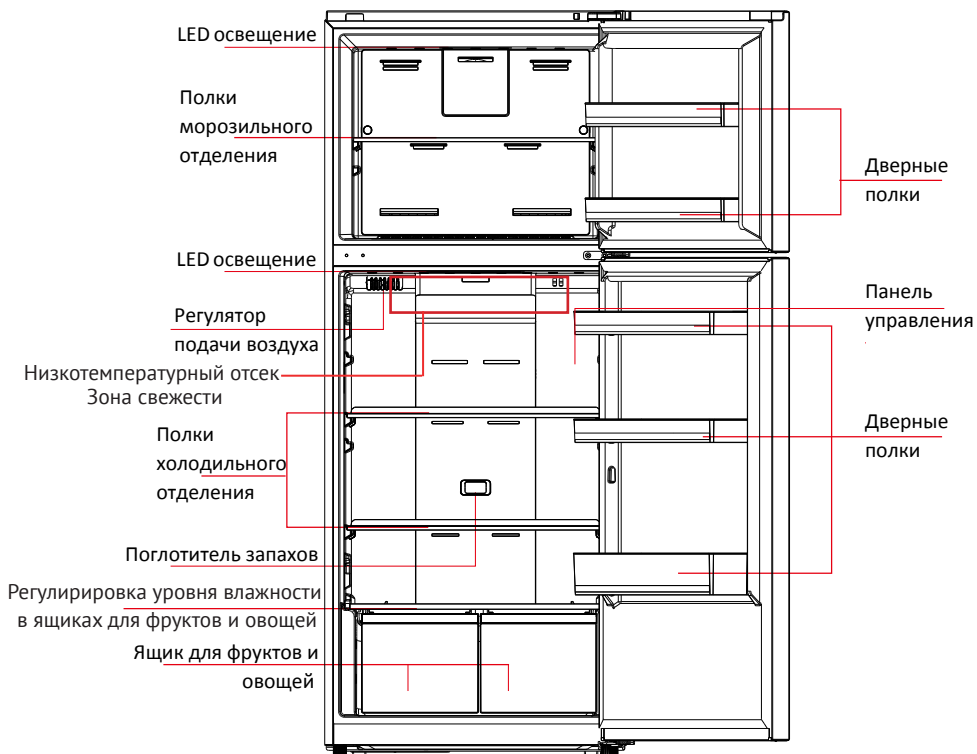 LED освещение
Полки
морозильного
отделения
Дверные
полки
LED освещение
Регулятор
подачи воздуха
Панель
управления
Низкотемпературный отсек
Зона свежести
Полки
холодильного
отделения
Дверные
полки
Поглотитель запахов
Регулирировка уровня влажности
в ящиках для фруктов и овощей
Ящик для фруктов и
овощей